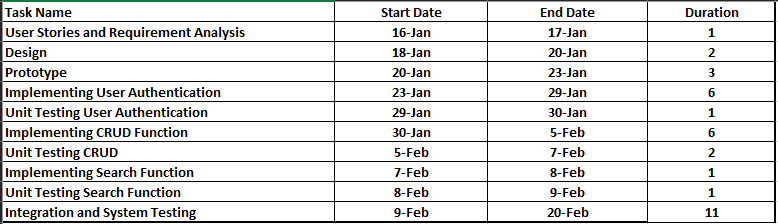 Task Name Start Date End Date Duration
User Stories and Requirement Analysis 16-Jan 17-Jan 1
Design 18-Jan 20-Jan 2
Prototype 20-Jan 23-Jan 3
Implementing User Authentication 23-Jan 29-Jan 6
Unit Testing User Authentication 29-Jan 30-Jan 1
Implementing CRUD Function 30-Jan 5-Feb 6
Unit Testing CRUD 5-Feb 7-Feb 2
Implementing Search Function 7-Feb 8-Feb 1
Unit Testing Search Function 8-Feb 9-Feb 1
Integration and System Testing 9-Feb 20-Feb 11